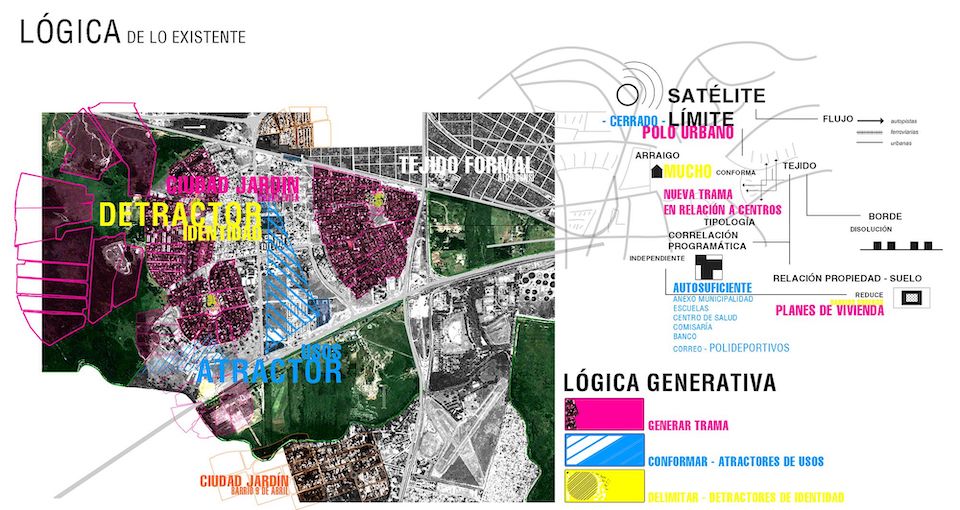 LÓGICA DE LO EXISTENTE
SATÉLITE
LÍMITE
- CERRADO -
POLO URBANO
FLUJO
autopistas
ferroviarias
urbanas
ARRAIGO
MUCHO
CONFORMA
TEJIDO
NUEVA TRAMA
EN RELACIÓN A CENTROS
TIPOLOGÍA
CORRELACIÓN
PROGRAMÁTICA
INDEPENDIENTE
BORDE
DISOLUCIÓN
AUTOSUFICIENTE
ANEXO MUNICIPALIDAD
ESCUELAS
CENTRO DE SALUD
COMISARÍA
BANCO
CORREO - POLIDEPORTIVOS
RELACIÓN PROPIEDAD - SUELO
REDUCE
PLANES DE VIVIENDA
TEJIDO FORMAL
CIUDAD JARDÍN
DETRACTOR
IDENTIDAD
USOS
ATRACTOR
CIUDAD JARDÍN
BARRIO 9 DE ABRIL
LÓGICA GENERATIVA
GENERAR TRAMA
CONFORMAR - ATRACTORES DE USOS
DELIMITAR - DETRACTORES DE IDENTIDAD